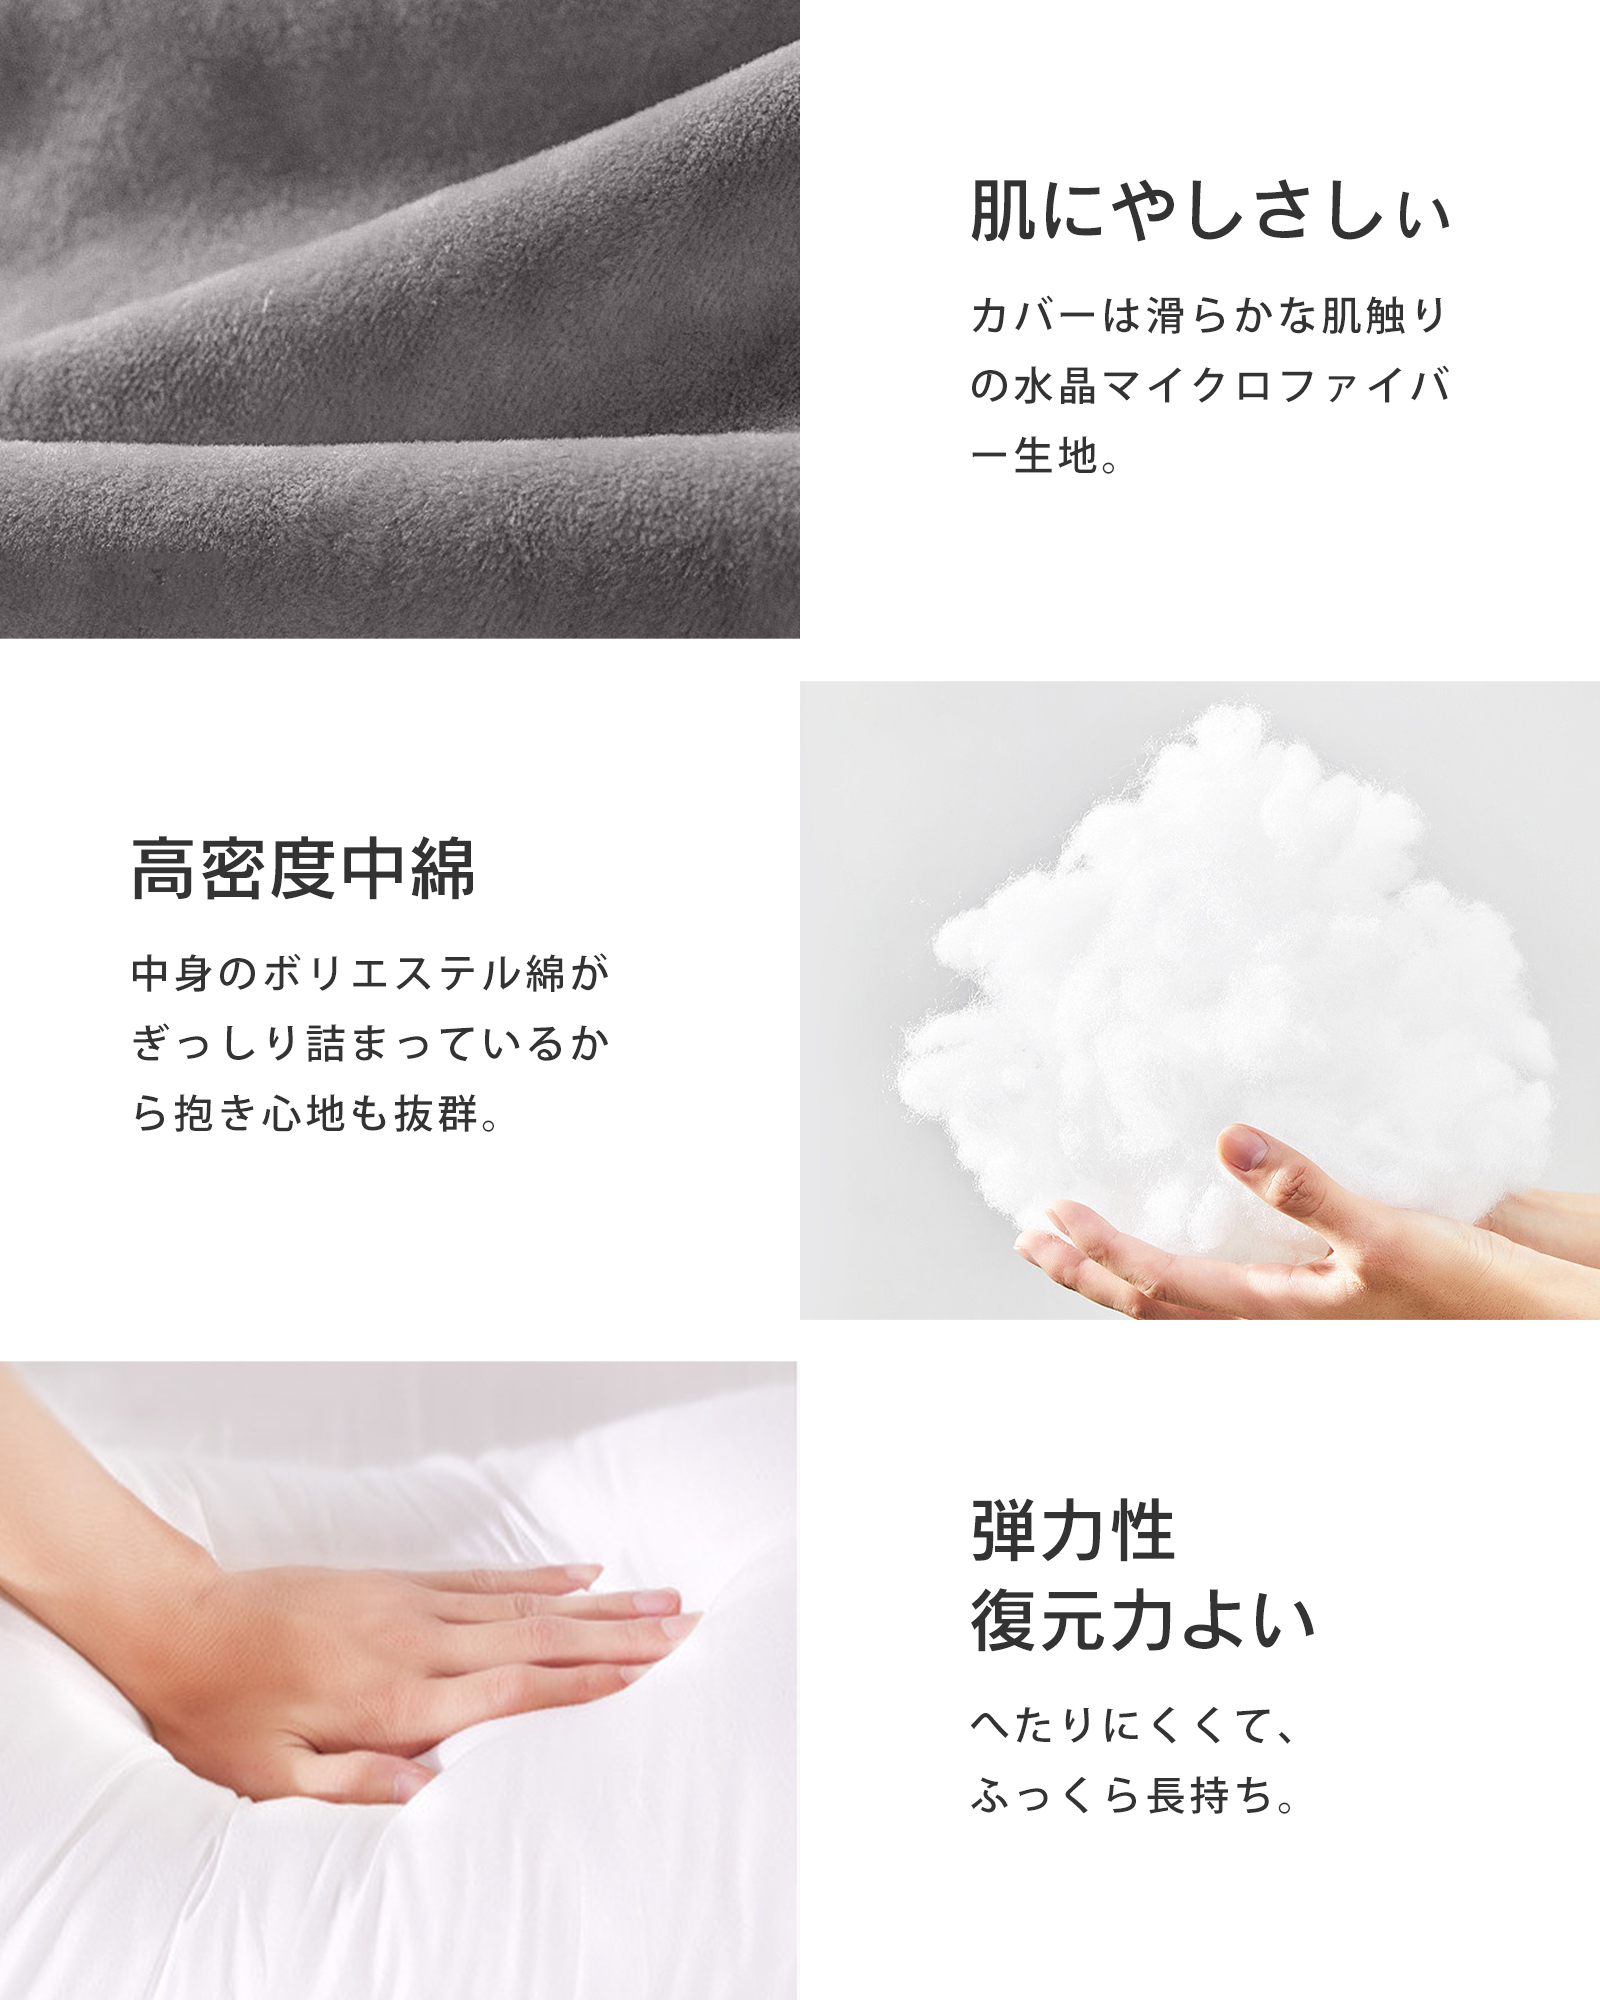 肌にやしさしぃ
カバーは滑らかな肌触り
の水晶マイクロファイバ
ー生地。
高密度中綿
中身のボリエステル綿が
ぎっしり詰まっているか
ら抱き心地も抜群。
弾力性
復元力よい
へたりにくくて、
ふっくら長持ち。